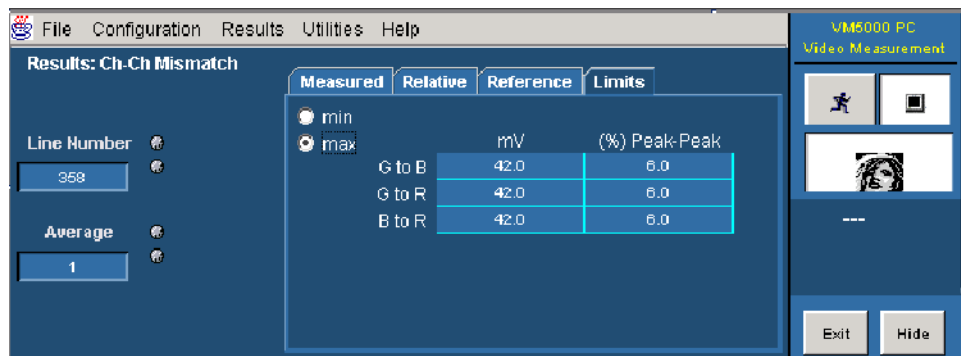 File Configuration Results Utilities Help
VM5000 PC
Video Measurement
Results: Ch-Ch Mismatch
Measured Relative Reference Limits
min
max
mV (%) Peak-Peak
G to B 42.0 6.0
G to R 42.0 6.0
B to R 42.0 6.0
Line Number
358
Average
1
---
Exit Hide